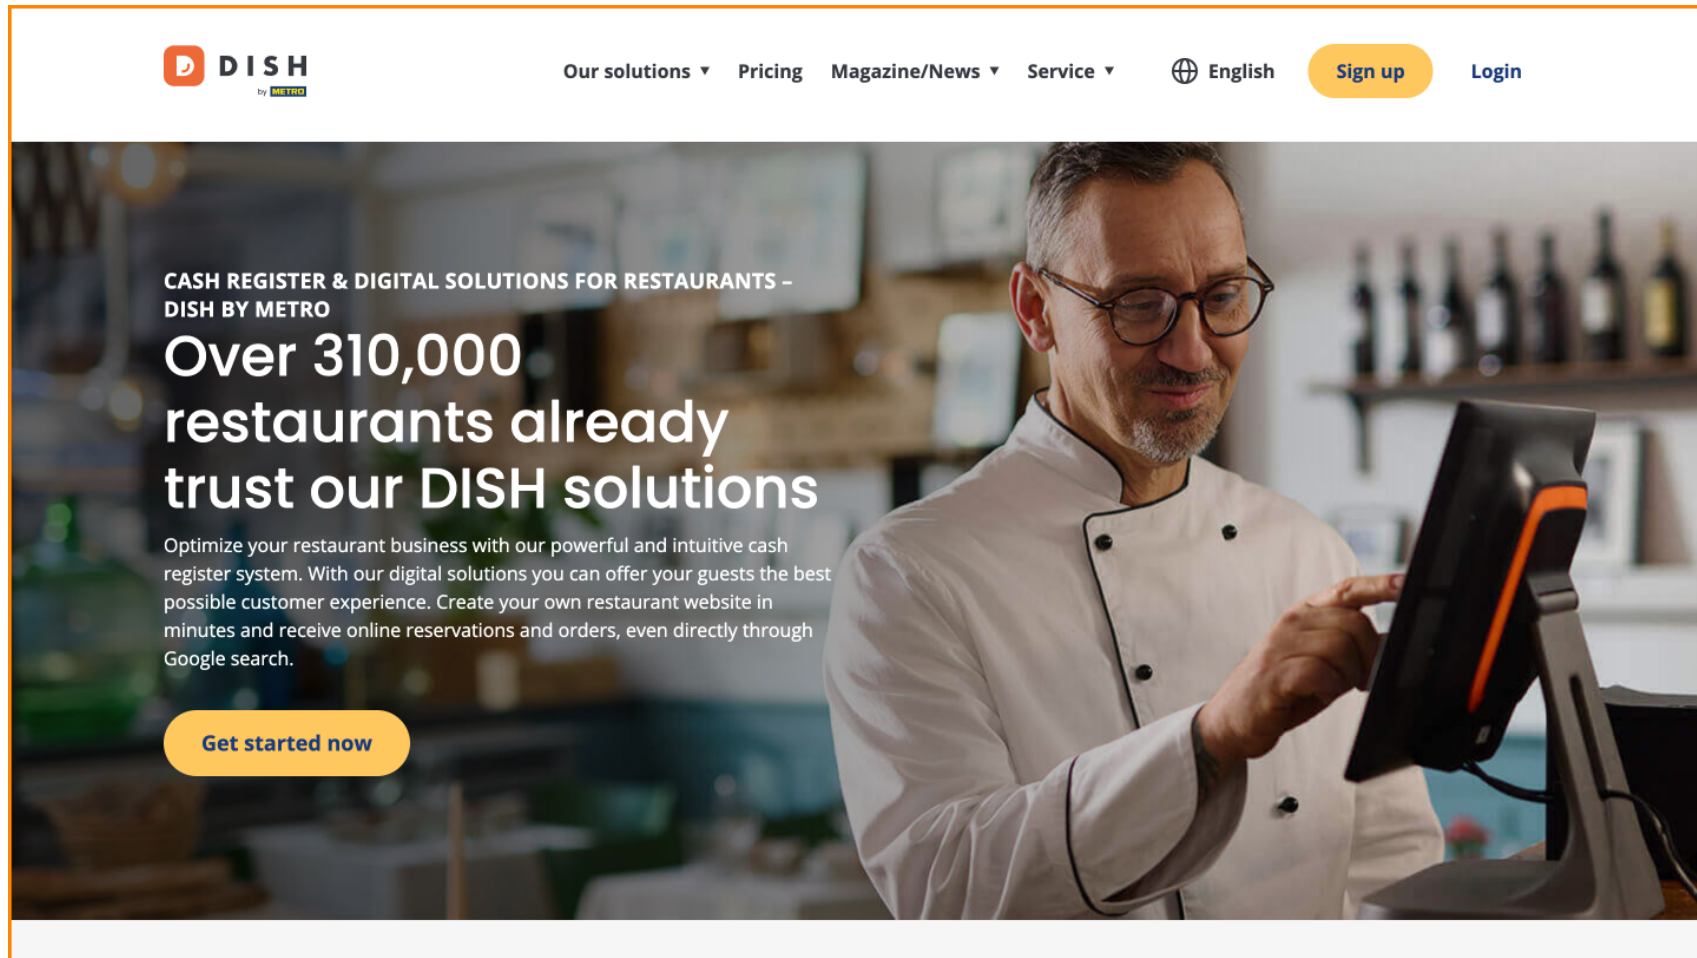 DISH
by METRO
Our solutions ▼ Pricing Magazine/News ▼ Service ▼ English Sign up Login
CASH REGISTER & DIGITAL SOLUTIONS FOR RESTAURANTS –
DISH BY METRO
Over 310,000
restaurants already
trust our DISH solutions
Optimize your restaurant business with our powerful and intuitive cash
register system. With our digital solutions you can offer your guests the best
possible customer experience. Create your own restaurant website in
minutes and receive online reservations and orders, even directly through
Google search.
Get started now